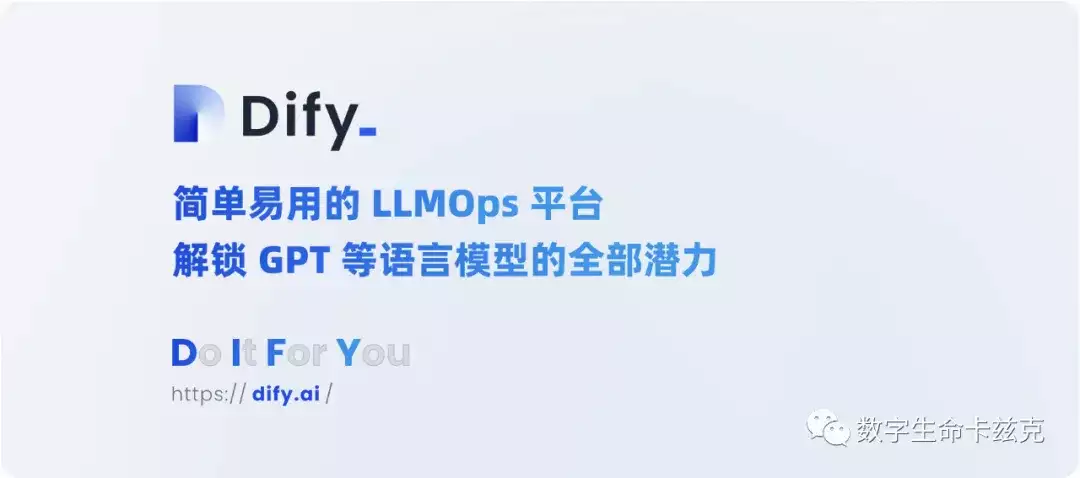 Dify_
简单易用的 LLMOps 平台
解锁 GPT 等语言模型的全部潜力
Do It For You
https:// dify.ai /
数字生命卡兹克